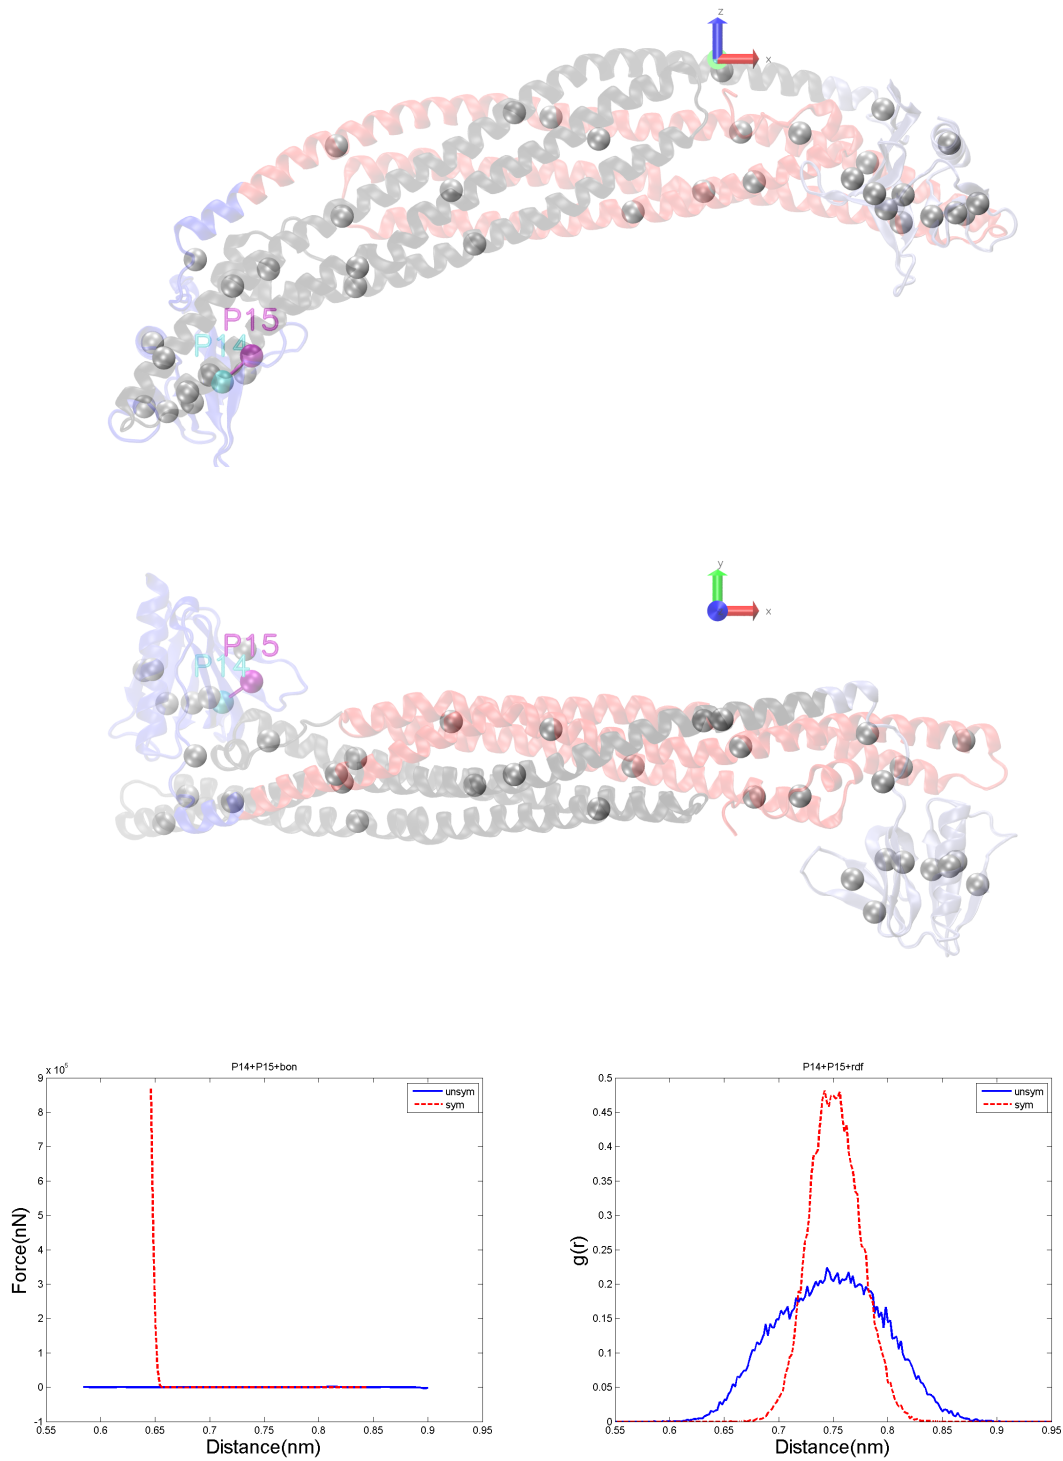 z
x
P15
P14
y
x
P15
P14
P14+P15+bon
x 10⁵
unsym
sym
9
8
7
6
5
4
3
2
1
0
-1
Force(nN)
0.55 0.6 0.65 0.7 0.75 0.8 0.85 0.9 0.95
Distance(nm)
P14+P15+rdf
unsym
sym
0.5
0.45
0.4
0.35
0.3
0.25
0.2
0.15
0.1
0.05
0
g(r)
0.55 0.6 0.65 0.7 0.75 0.8 0.85 0.9 0.95
Distance(nm)